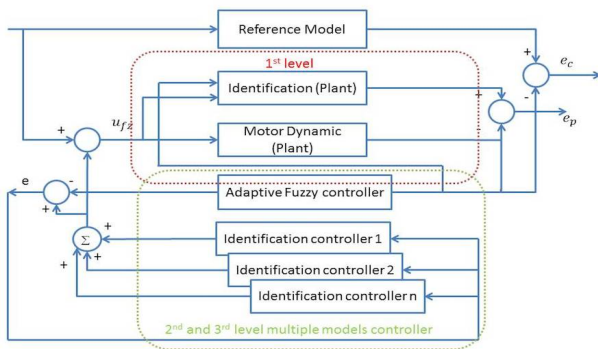 Reference Model
+
-
e_c
1st level
Identification (Plant)
+
-
e_p
u_fz
Motor Dynamic
(Plant)
+
e
-
+
Adaptive Fuzzy controller
Σ
+
+
+
Identification controller 1
Identification controller 2
Identification controller n
2nd and 3rd level multiple models controller